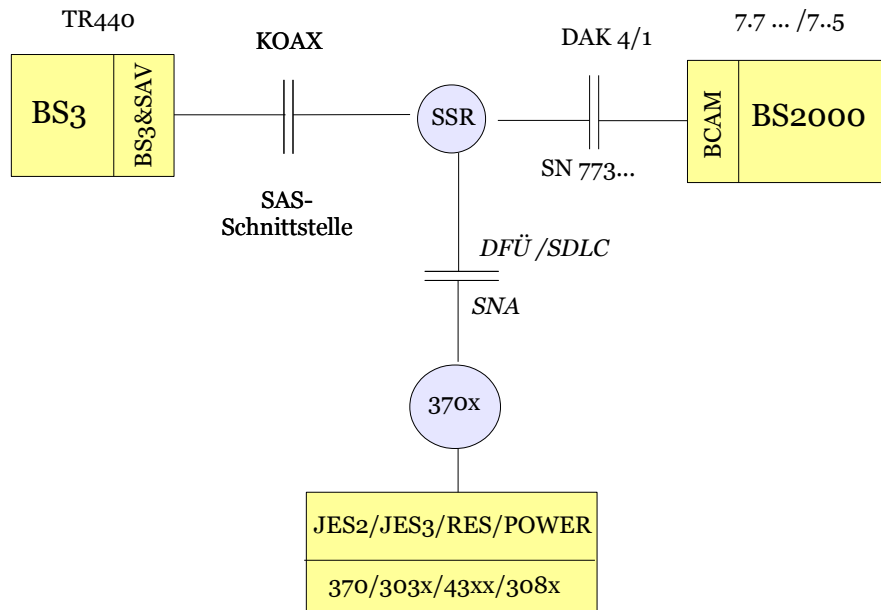 TR440
KOAX
DAK 4/1
7.7 ... /7..5
BS3
BS3&SAV
SSR
BCAM
BS2000
SN 773...
SAS-
Schnittstelle
DFÜ /SDLC
SNA
370x
JES2/JES3/RES/POWER
370/303x/43xx/308x